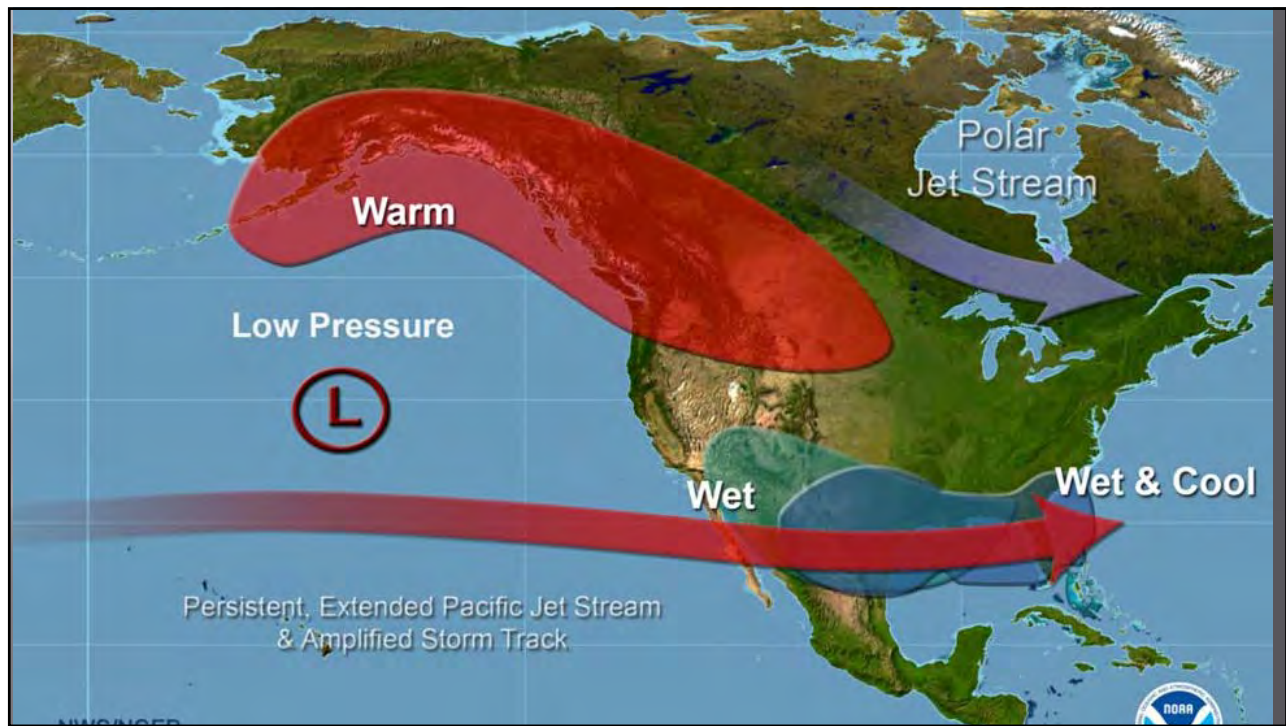 Polar
Jet Stream
Warm
Low Pressure
L
Wet
Wet & Cool
Persistent, Extended Pacific Jet Stream
& Amplified Storm Track
NOAA